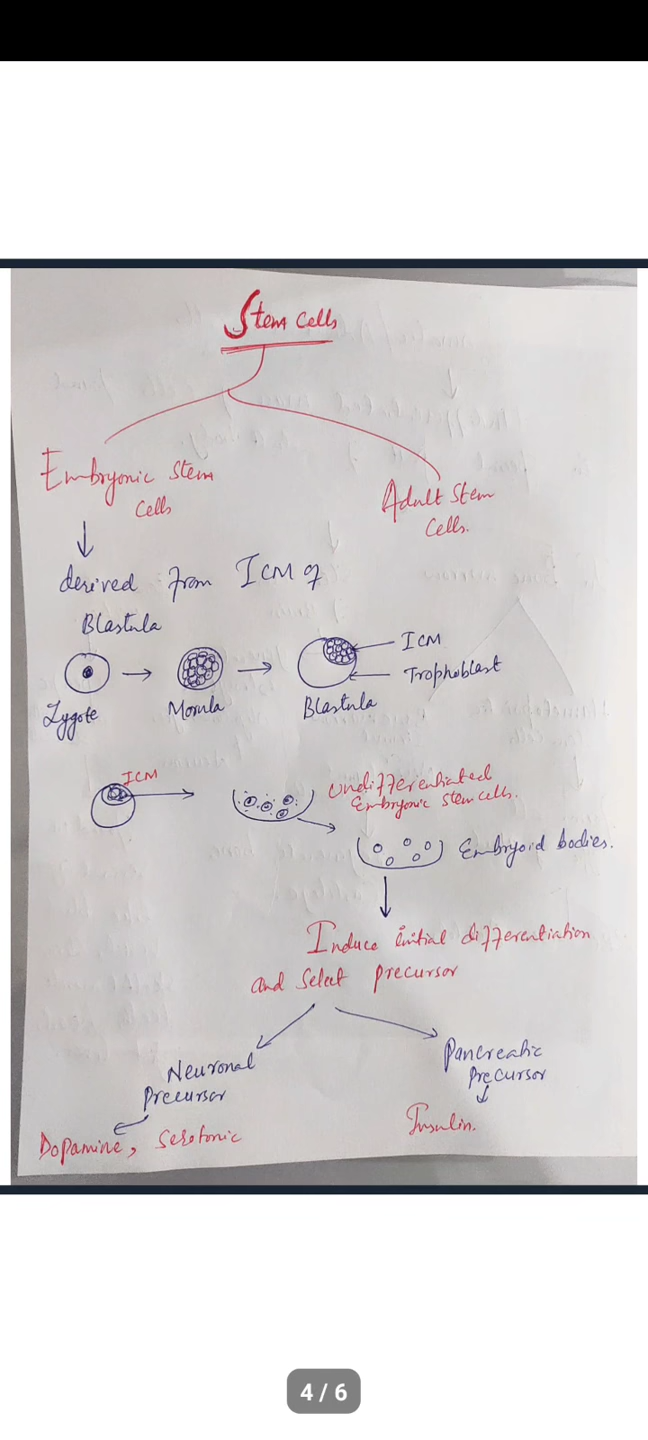 Stem Cells
Embryonic Stem
Cells
Adult Stem
Cells.
derived from ICM of
Blastula
ICM
Trophoblast
Zygote
Morula
Blastula
ICM
Undifferentiated
Embryonic stem cells.
Embryoid bodies.
Induce initial differentiation
and Select precursor
Neuronal
Precursor
Pancreatic
Precursor
Dopamine, Serotonic
Insulin.
4 / 6